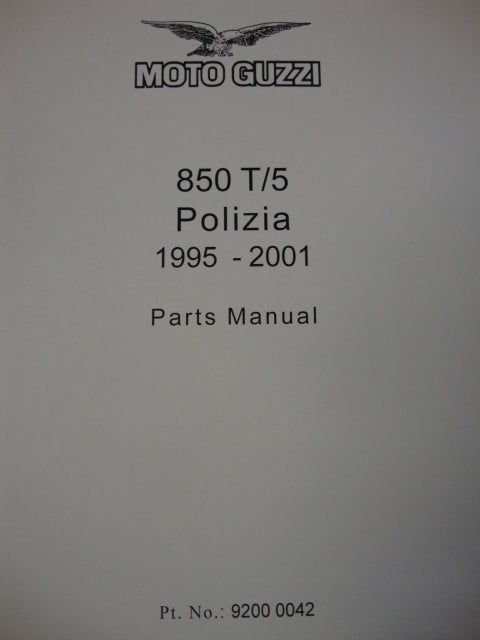 MOTO GUZZI
850 T/5
Polizia
1995 - 2001
Parts Manual
Pt. No.: 9200 0042